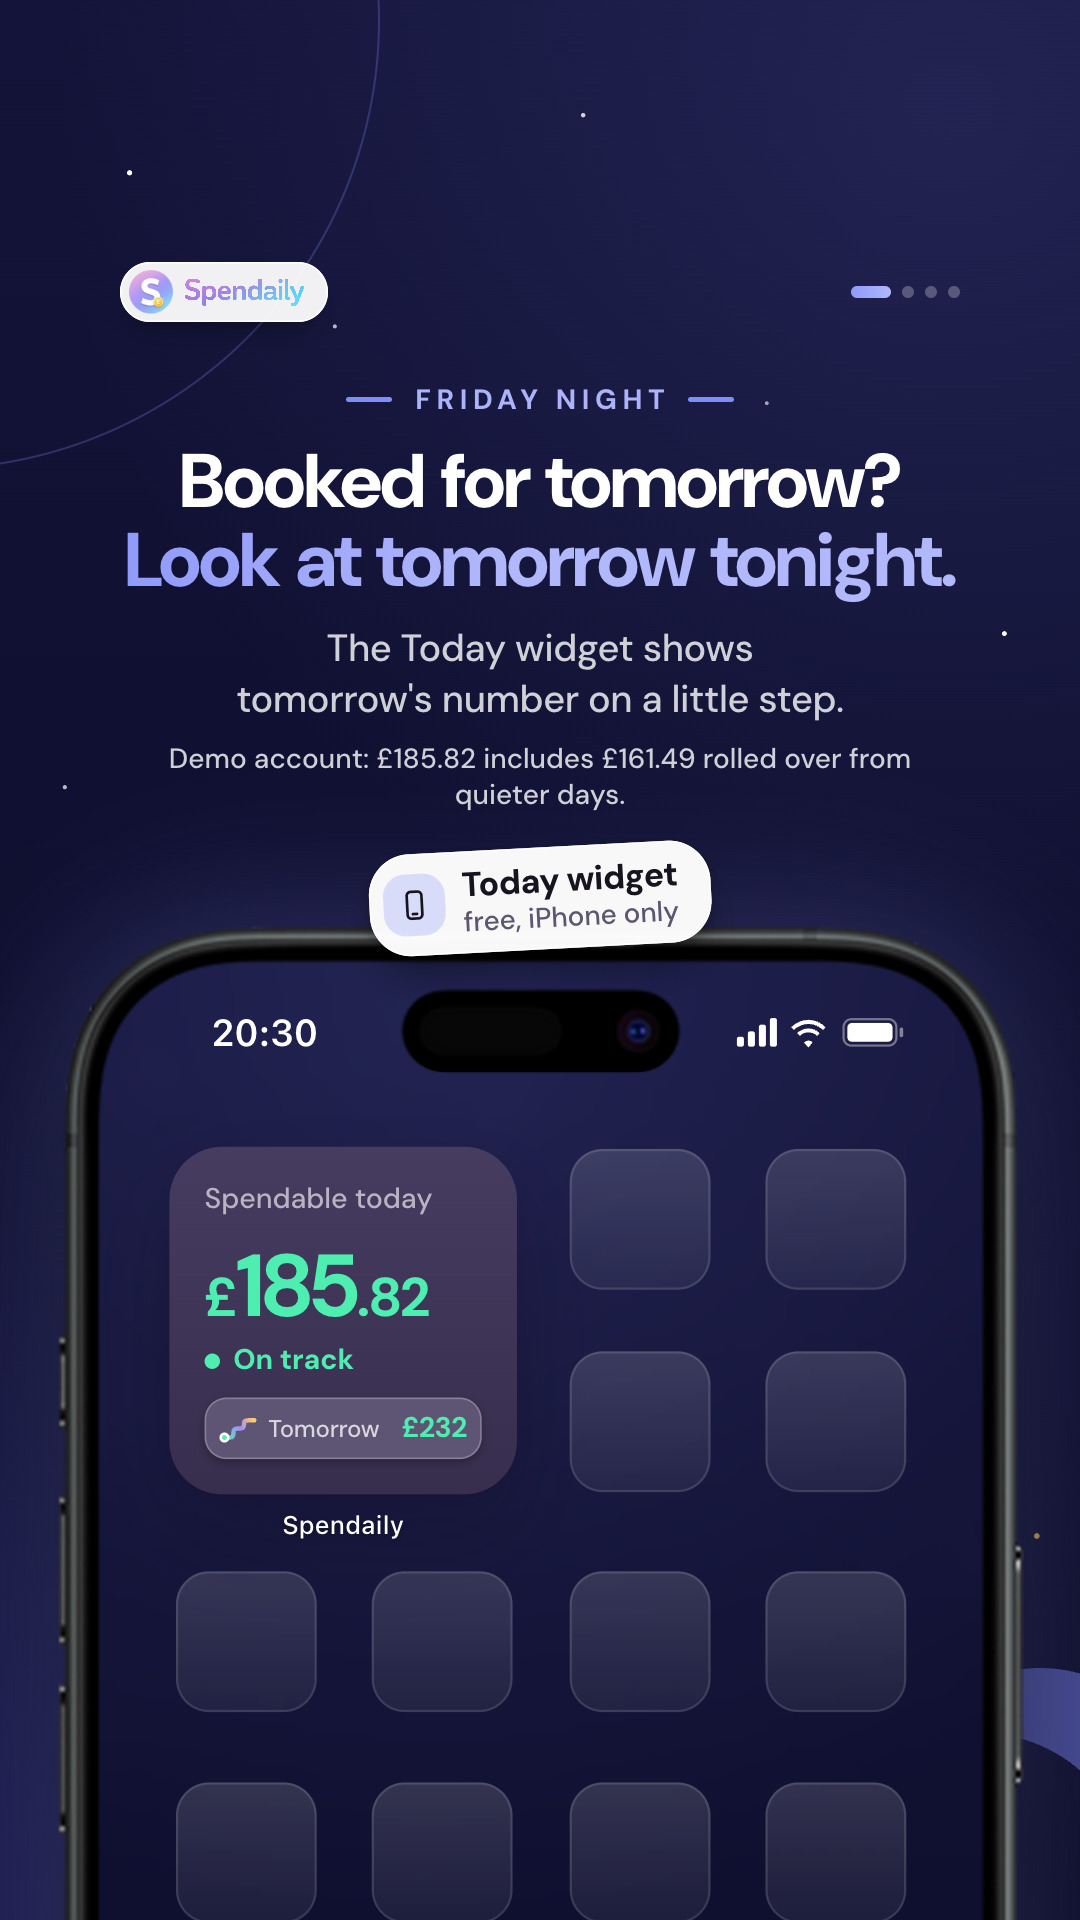 Spendaily
FRIDAY NIGHT
Booked for tomorrow?
Look at tomorrow tonight.
The Today widget shows
tomorrow's number on a little step.
Demo account: £185.82 includes £161.49 rolled over from
quieter days.
Today widget
free, iPhone only
20:30
Spendable today
£185.82
On track
Tomorrow £232
Spendaily